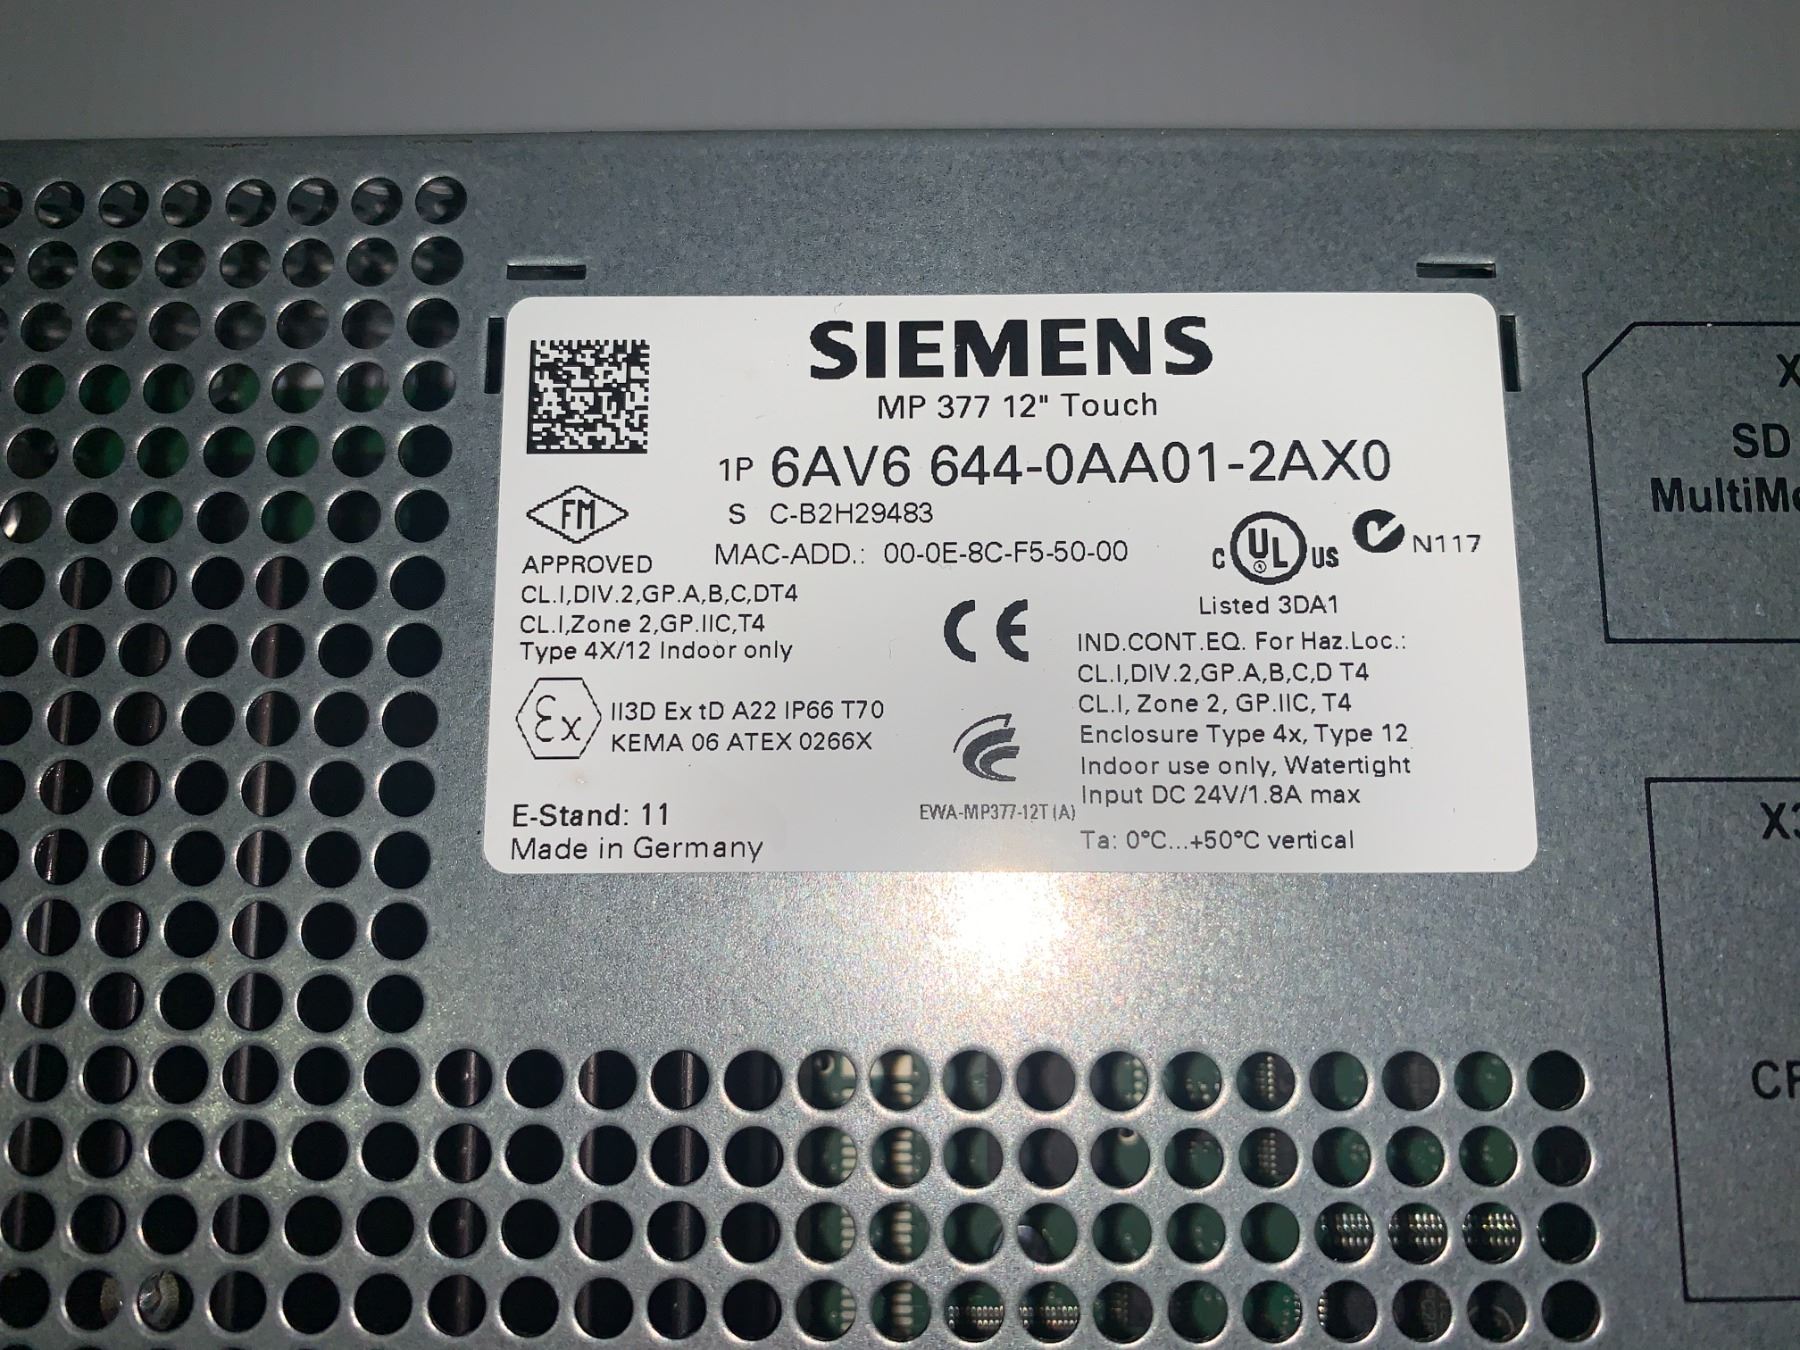 SIEMENS
MP 377 12" Touch
1P 6AV6 644-0AA01-2AX0
S C-B2H29483
MAC-ADD.: 00-0E-8C-F5-50-00
FM
APPROVED
CL.I,DIV.2,GP.A,B,C,DT4
CL.I,Zone 2,GP.IIC,T4
Type 4X/12 Indoor only
Ex
II3D Ex tD A22 IP66 T70
KEMA 06 ATEX 0266X
E-Stand: 11
Made in Germany
CE
EWA-MP377-12T(A)
C UL US
N117
Listed 3DA1
IND.CONT.EQ. For Haz.Loc.:
CL.I,DIV.2,GP.A,B,C,D T4
CL.I, Zone 2, GP.IIC, T4
Enclosure Type 4x, Type 12
Indoor use only, Watertight
Input DC 24V/1.8A max
Ta: 0°C...+50°C vertical
X
SD
MultiM
X3